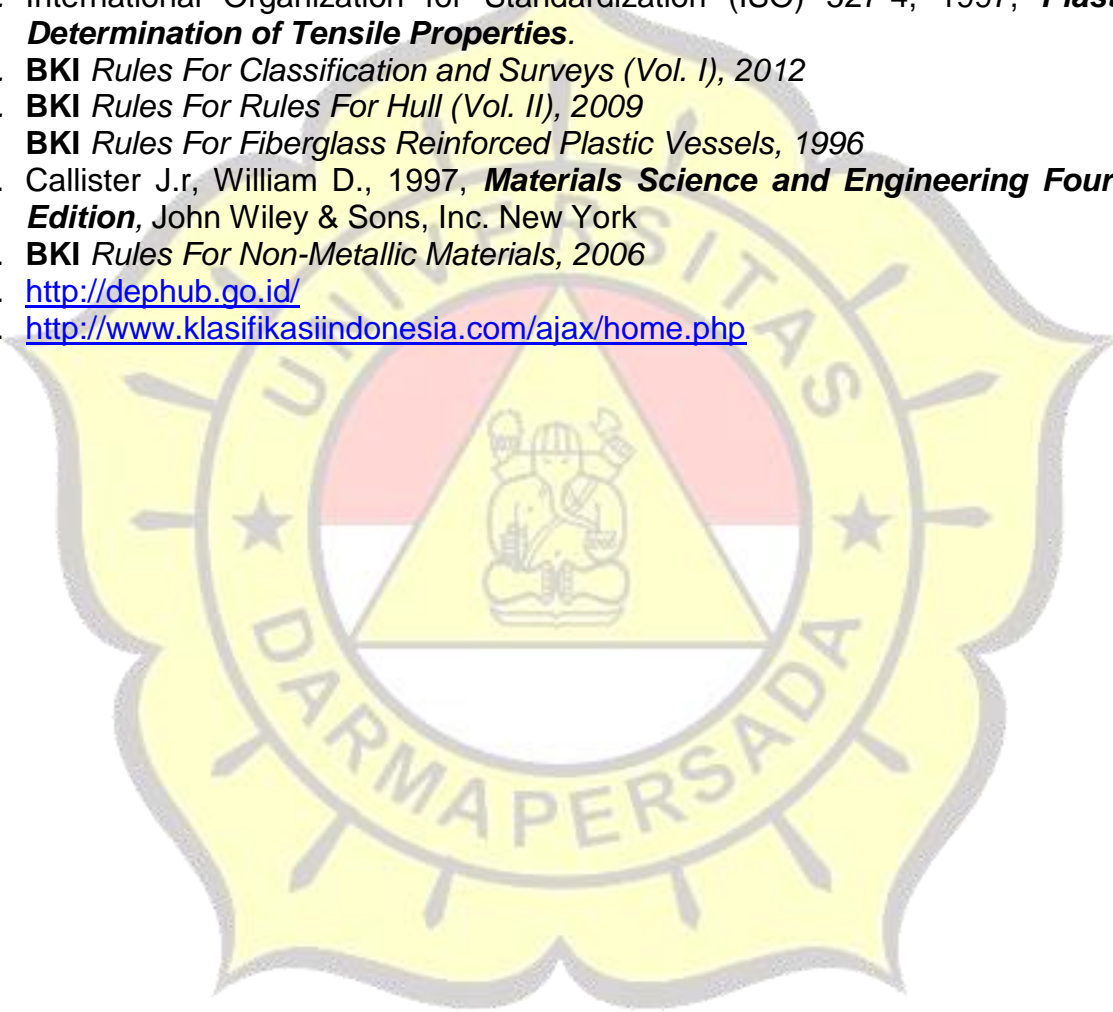 . International Organization for Standardization (ISO) 527-4, 1997, Plast
Determination of Tensile Properties.
. BKI Rules For Classification and Surveys (Vol. I), 2012
. BKI Rules For Rules For Hull (Vol. II), 2009
BKI Rules For Fiberglass Reinforced Plastic Vessels, 1996
. Callister J.r, William D., 1997, Materials Science and Engineering Four
Edition, John Wiley & Sons, Inc. New York
. BKI Rules For Non-Metallic Materials, 2006
. http://dephub.go.id/
. http://www.klasifikasiindonesia.com/ajax/home.php
UNIVERSITAS
DARMAPERSADA